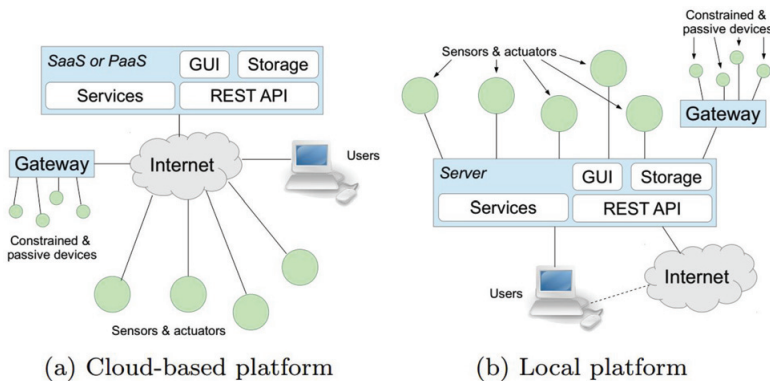 SaaS or PaaS
GUI
Storage
Services
REST API
Gateway
Internet
Users
Constrained &
passive devices
Sensors & actuators
(a) Cloud-based platform
Constrained &
passive devices
Sensors & actuators
Gateway
Server
GUI
Storage
Services
REST API
Internet
Users
(b) Local platform